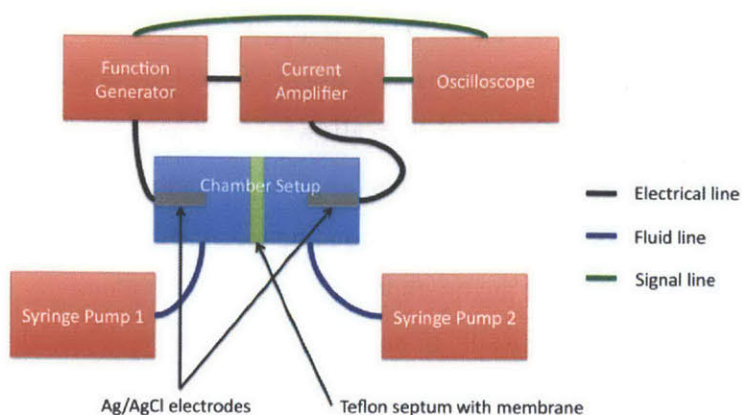 Function
Generator
Current
Amplifier
Oscilloscope
Chamber Setup
Electrical line
Fluid line
Signal line
Syringe Pump 1
Syringe Pump 2
Ag/AgCl electrodes
Teflon septum with membrane